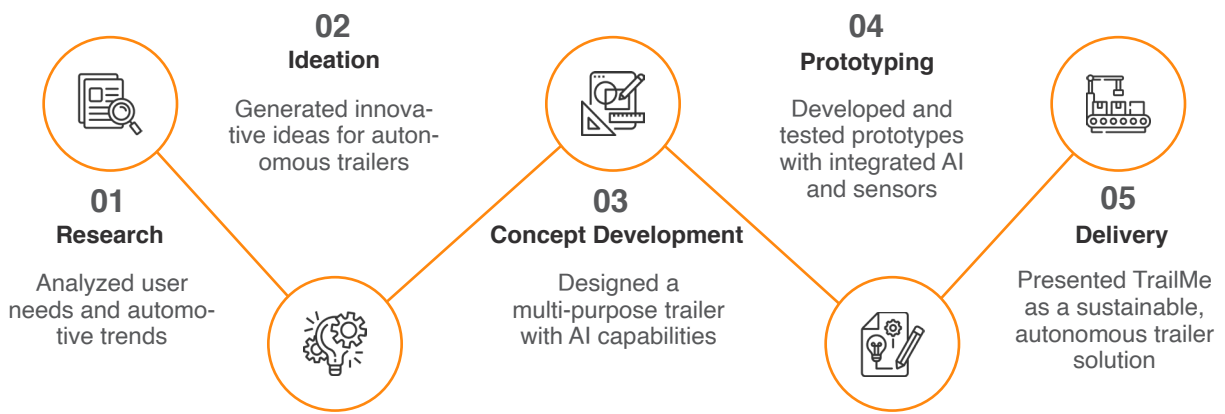 01
Research
Analyzed user
needs and automo-
tive trends
02
Ideation
Generated innova-
tive ideas for auton-
omous trailers
03
Concept Development
Designed a
multi-purpose trailer
with AI capabilities
04
Prototyping
Developed and
tested prototypes
with integrated AI
and sensors
05
Delivery
Presented TrailMe
as a sustainable,
autonomous trailer
solution